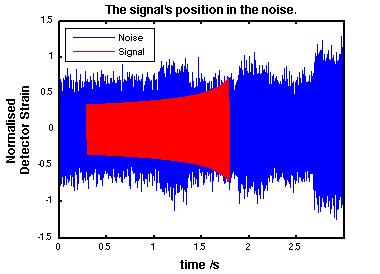 The signal's position in the noise.
1.5
Noise
Signal
1
0.5
0
-0.5
-1
-1.5
Normalised
Detector Strain
0 0.5 1 1.5 2 2.5
time /s